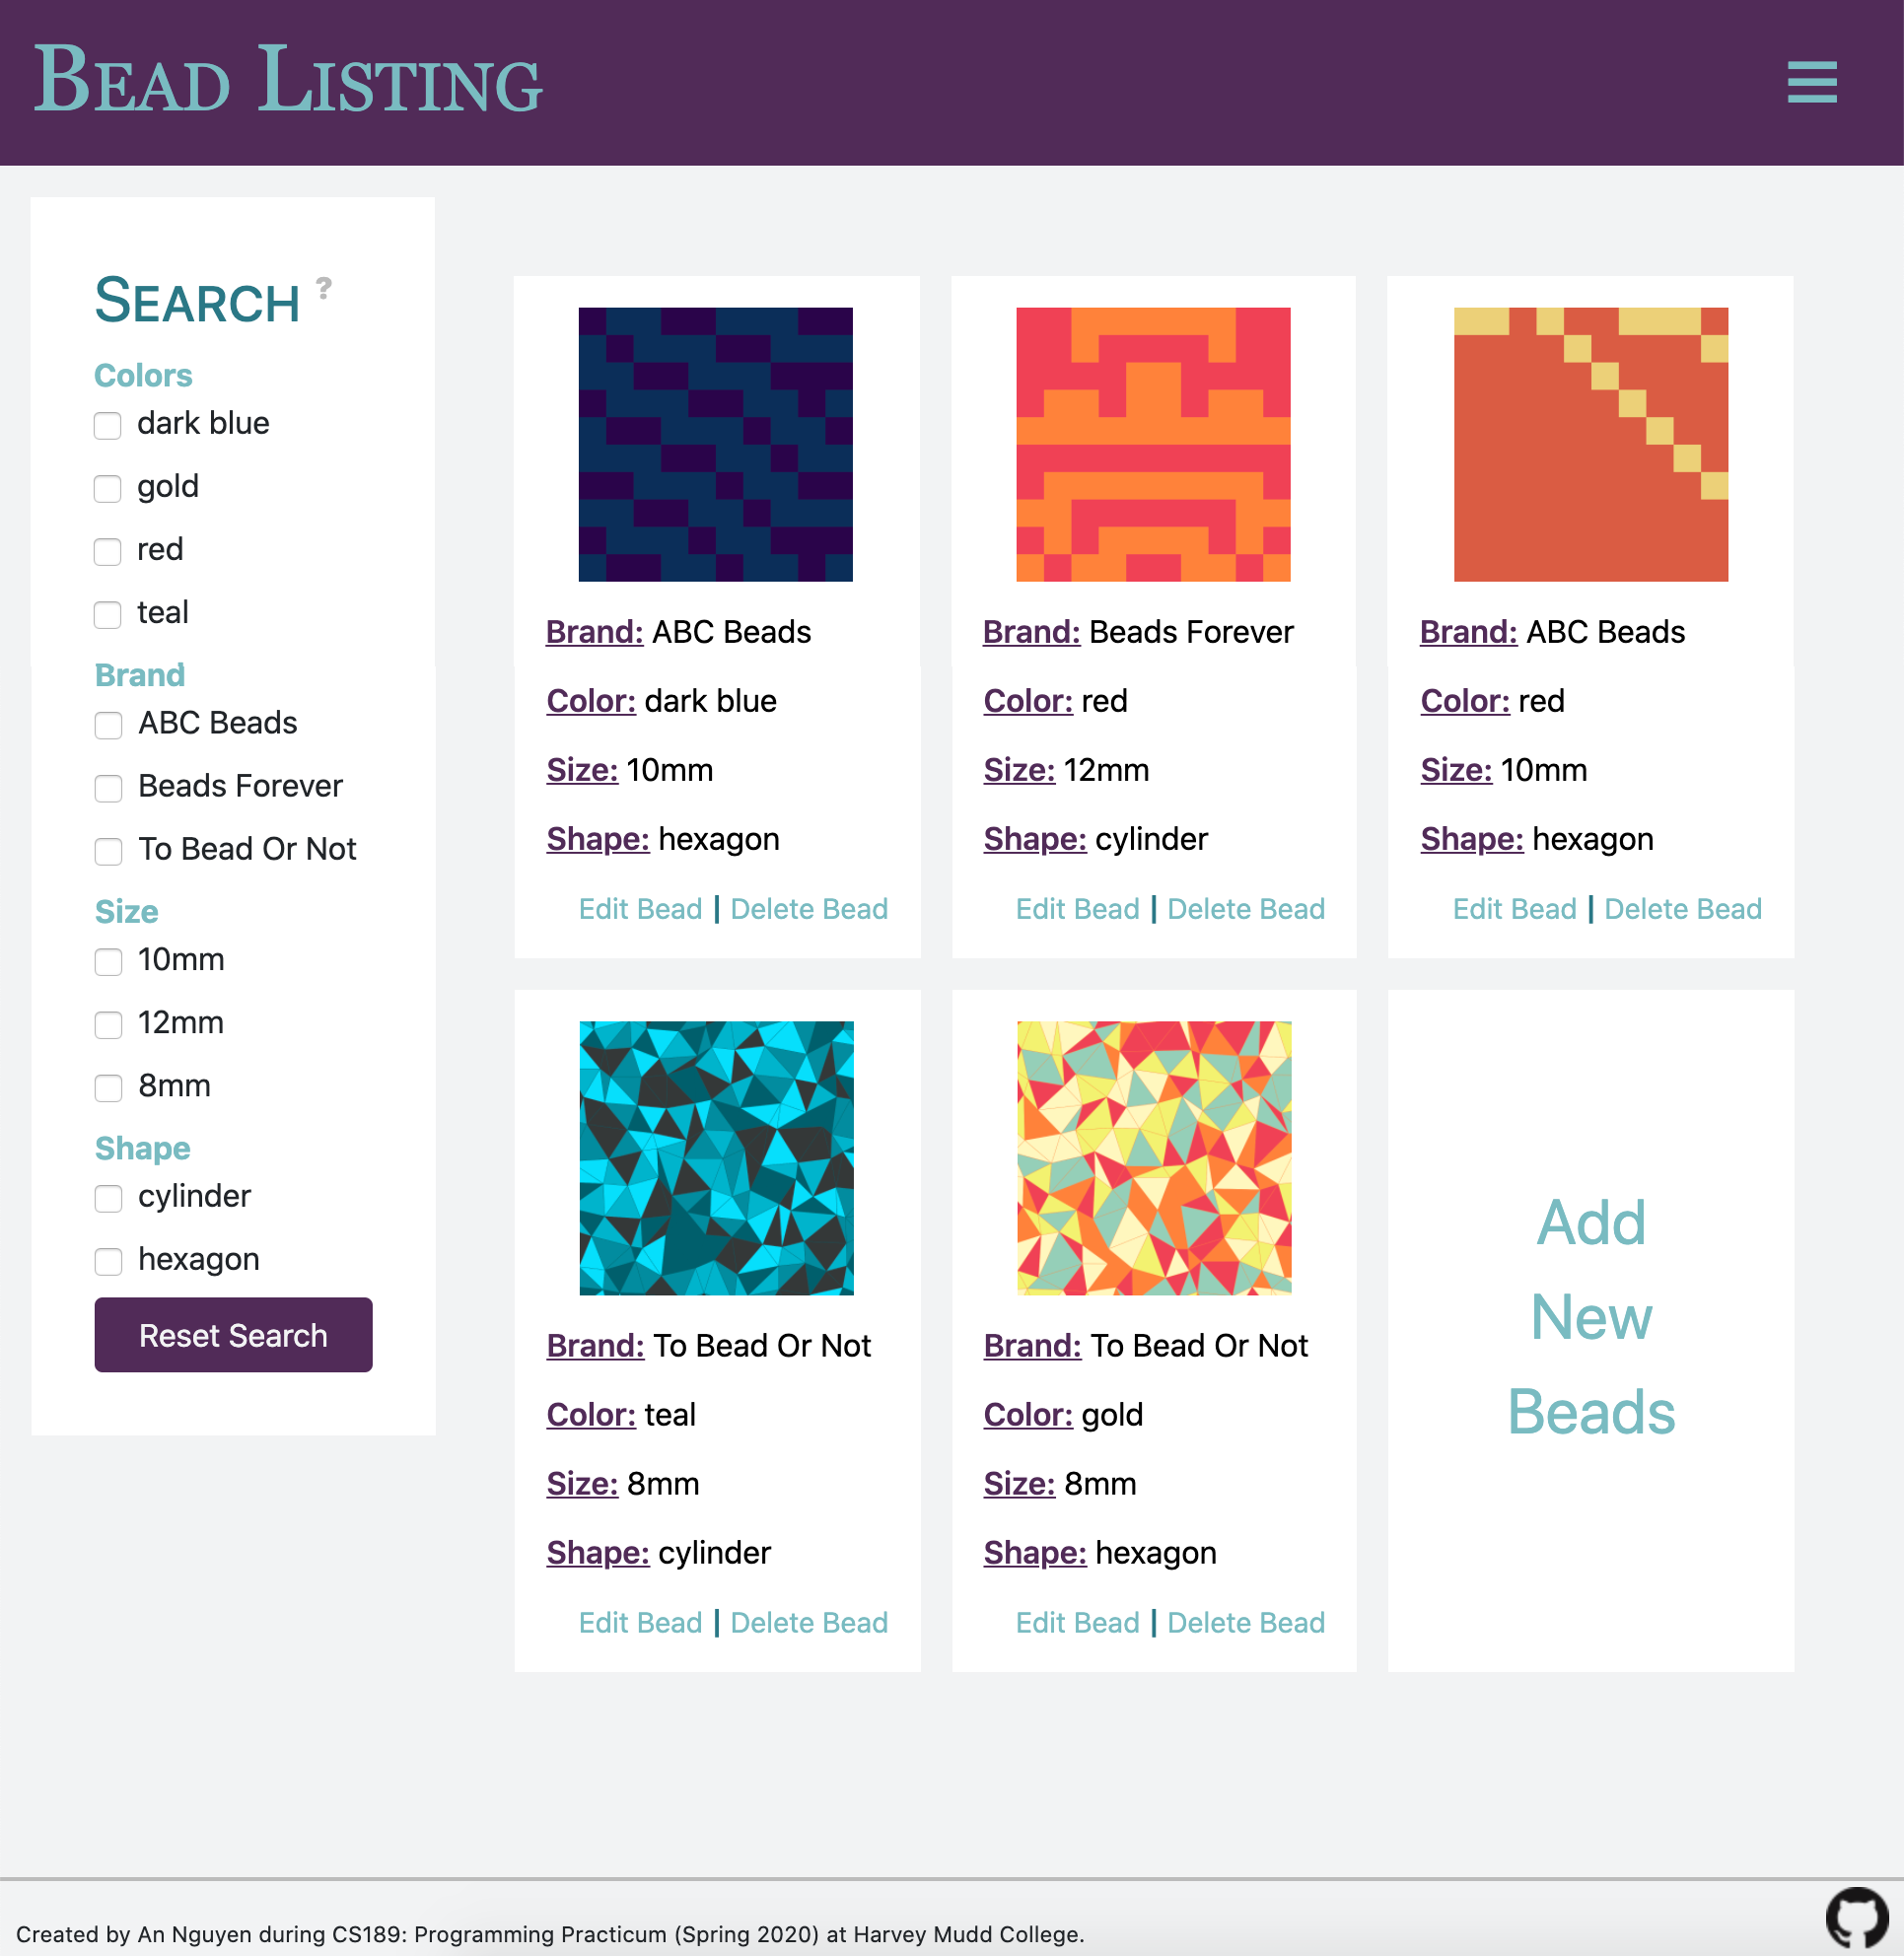 Bead Listing
Search ?
Colors
dark blue
gold
red
teal
Brand
ABC Beads
Beads Forever
To Bead Or Not
Size
10mm
12mm
8mm
Shape
cylinder
hexagon
Reset Search
Brand: ABC Beads
Color: dark blue
Size: 10mm
Shape: hexagon
Edit Bead | Delete Bead
Brand: Beads Forever
Color: red
Size: 12mm
Shape: cylinder
Edit Bead | Delete Bead
Brand: ABC Beads
Color: red
Size: 10mm
Shape: hexagon
Edit Bead | Delete Bead
Brand: To Bead Or Not
Color: teal
Size: 8mm
Shape: cylinder
Edit Bead | Delete Bead
Brand: To Bead Or Not
Color: gold
Size: 8mm
Shape: hexagon
Edit Bead | Delete Bead
Add
New
Beads
Created by An Nguyen during CS189: Programming Practicum (Spring 2020) at Harvey Mudd College.